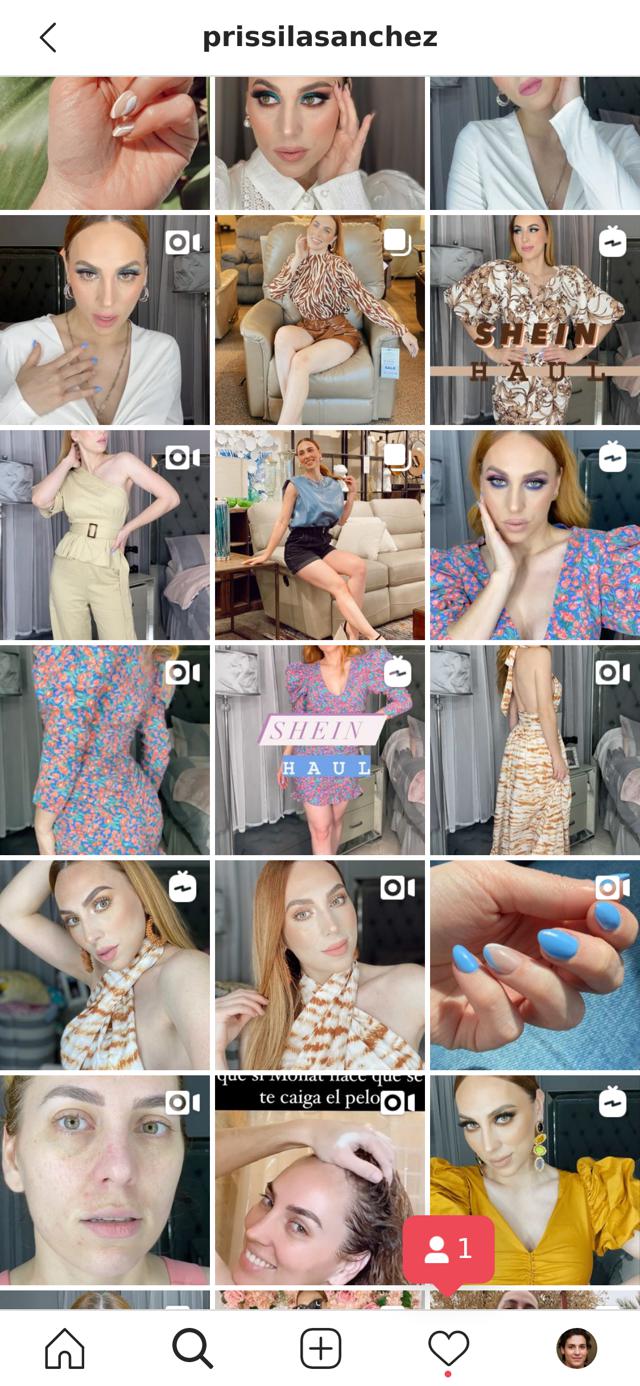 prissilasanchez
SHEIN
HAUL
SHEIN
HAUL
que si Monat hace que se
te caiga el pelo
1